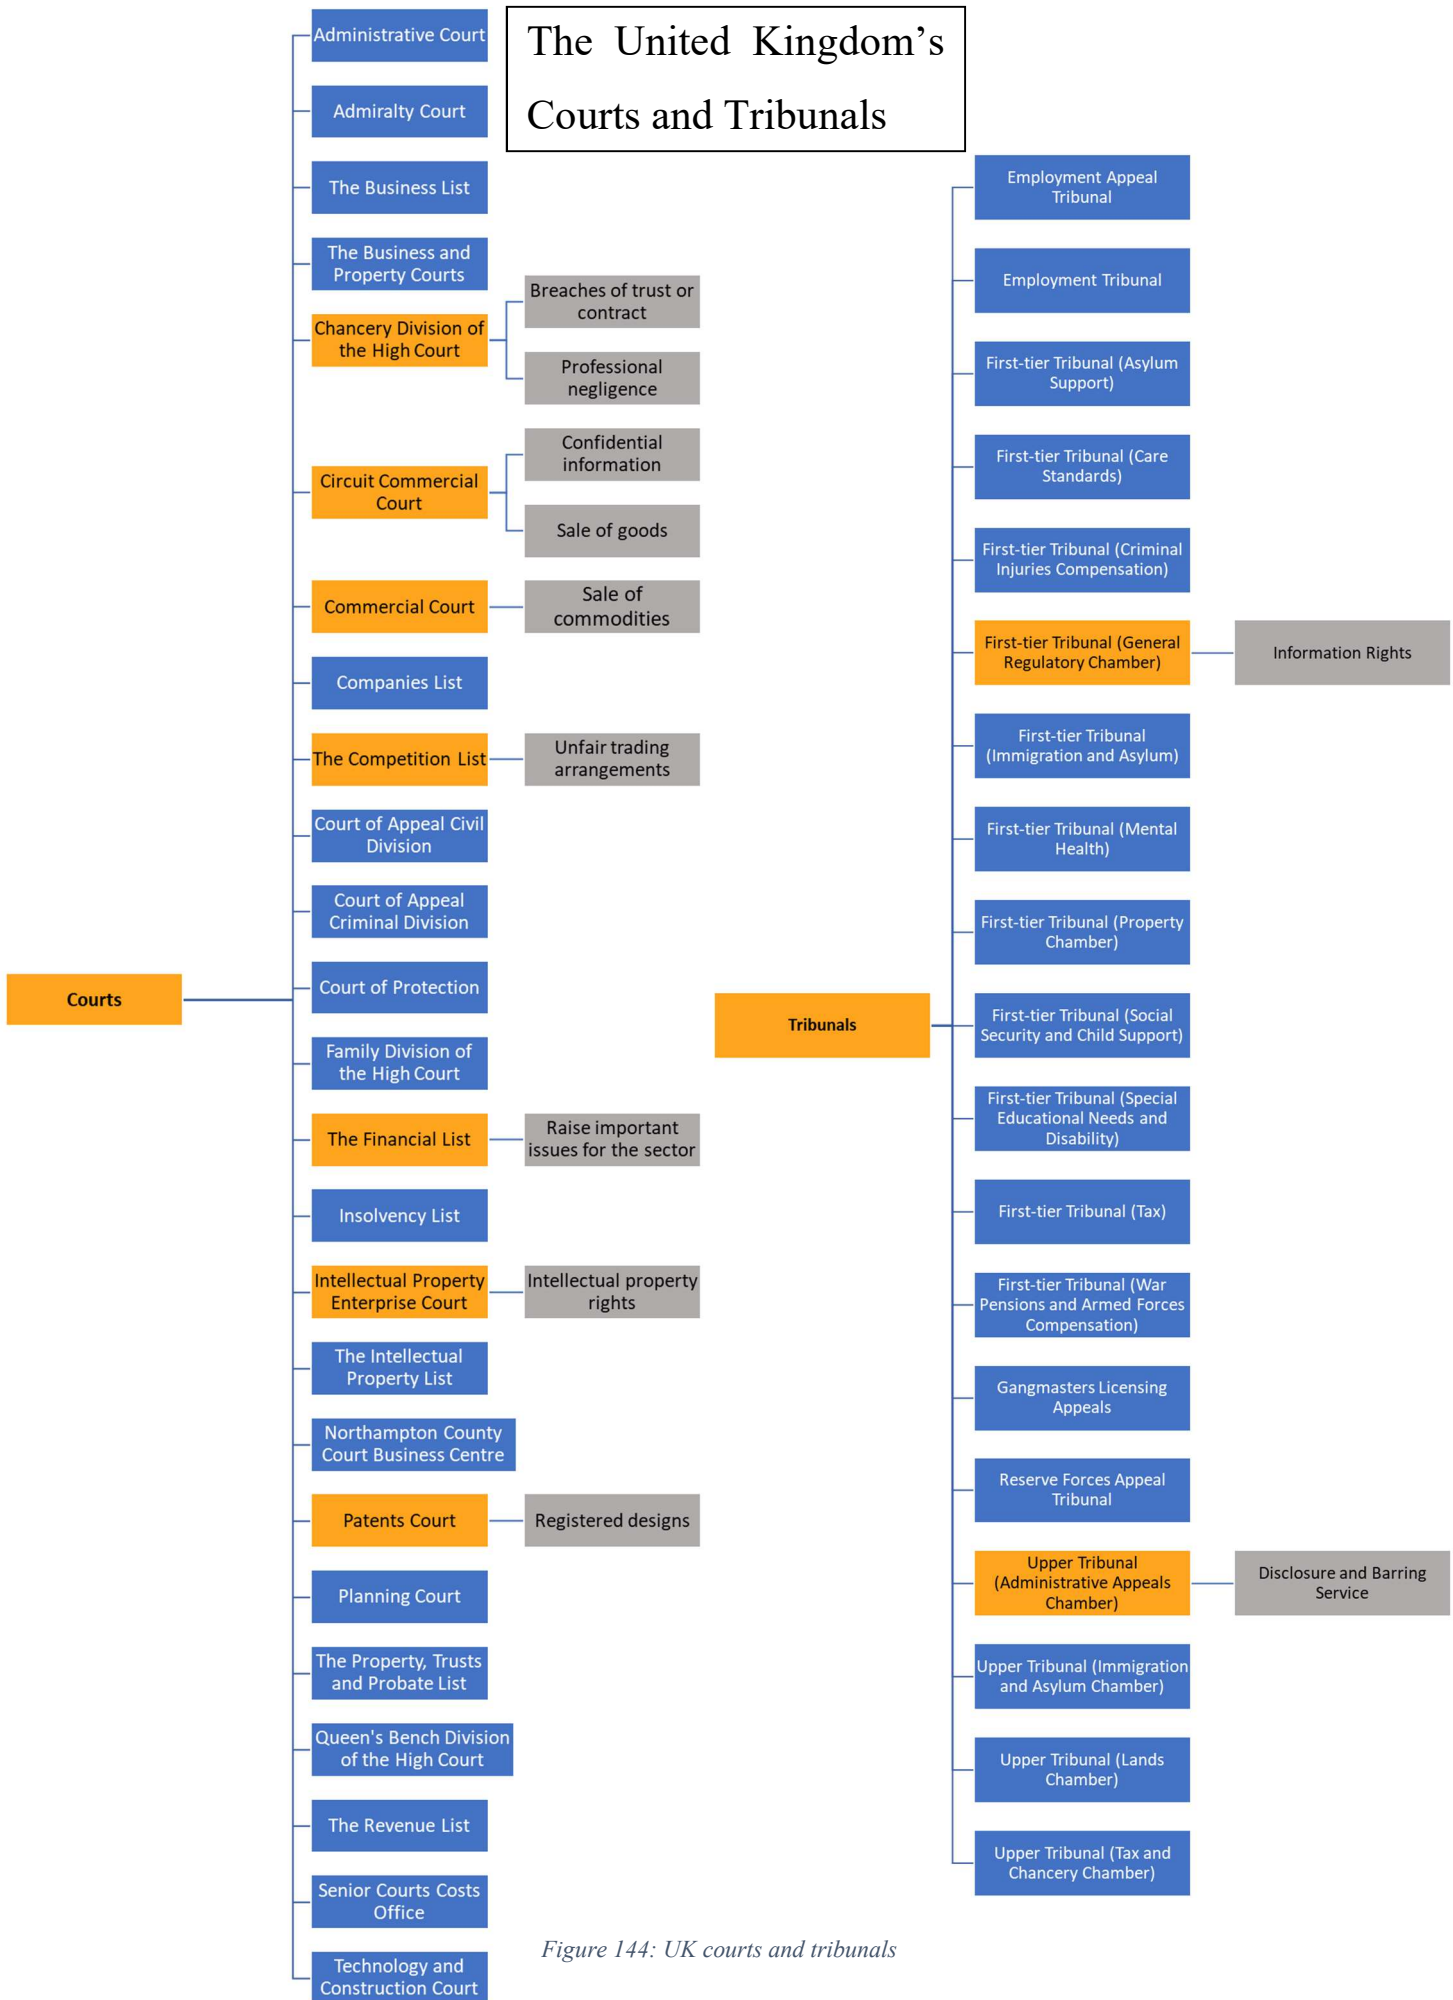 The United Kingdom's
Courts and Tribunals
Courts
Administrative Court
Admiralty Court
The Business List
The Business and
Property Courts
Chancery Division of
the High Court
Breaches of trust or
contract
Professional
negligence
Circuit Commercial
Court
Confidential
information
Sale of goods
Commercial Court
Sale of
commodities
Companies List
The Competition List
Unfair trading
arrangements
Court of Appeal Civil
Division
Court of Appeal
Criminal Division
Court of Protection
Family Division of
the High Court
The Financial List
Raise important
issues for the sector
Insolvency List
Intellectual Property
Enterprise Court
Intellectual property
rights
The Intellectual
Property List
Northampton County
Court Business Centre
Patents Court
Registered designs
Planning Court
The Property, Trusts
and Probate List
Queen's Bench Division
of the High Court
The Revenue List
Senior Courts Costs
Office
Technology and
Construction Court
Tribunals
Employment Appeal
Tribunal
Employment Tribunal
First-tier Tribunal (Asylum
Support)
First-tier Tribunal (Care
Standards)
First-tier Tribunal (Criminal
Injuries Compensation)
First-tier Tribunal (General
Regulatory Chamber)
Information Rights
First-tier Tribunal
(Immigration and Asylum)
First-tier Tribunal (Mental
Health)
First-tier Tribunal (Property
Chamber)
First-tier Tribunal (Social
Security and Child Support)
First-tier Tribunal (Special
Educational Needs and
Disability)
First-tier Tribunal (Tax)
First-tier Tribunal (War
Pensions and Armed Forces
Compensation)
Gangmasters Licensing
Appeals
Reserve Forces Appeal
Tribunal
Upper Tribunal
(Administrative Appeals
Chamber)
Disclosure and Barring
Service
Upper Tribunal (Immigration
and Asylum Chamber)
Upper Tribunal (Lands
Chamber)
Upper Tribunal (Tax and
Chancery Chamber)
Figure 144: UK courts and tribunals